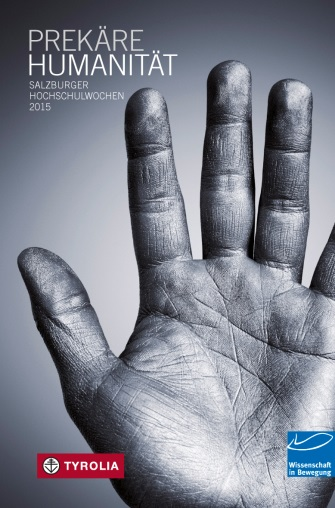 PREKÄRE
HUMANITÄT
SALZBURGER
HOCHSCHULWOCHEN
2015
TYROLIA
Wissenschaft
in Bewegung